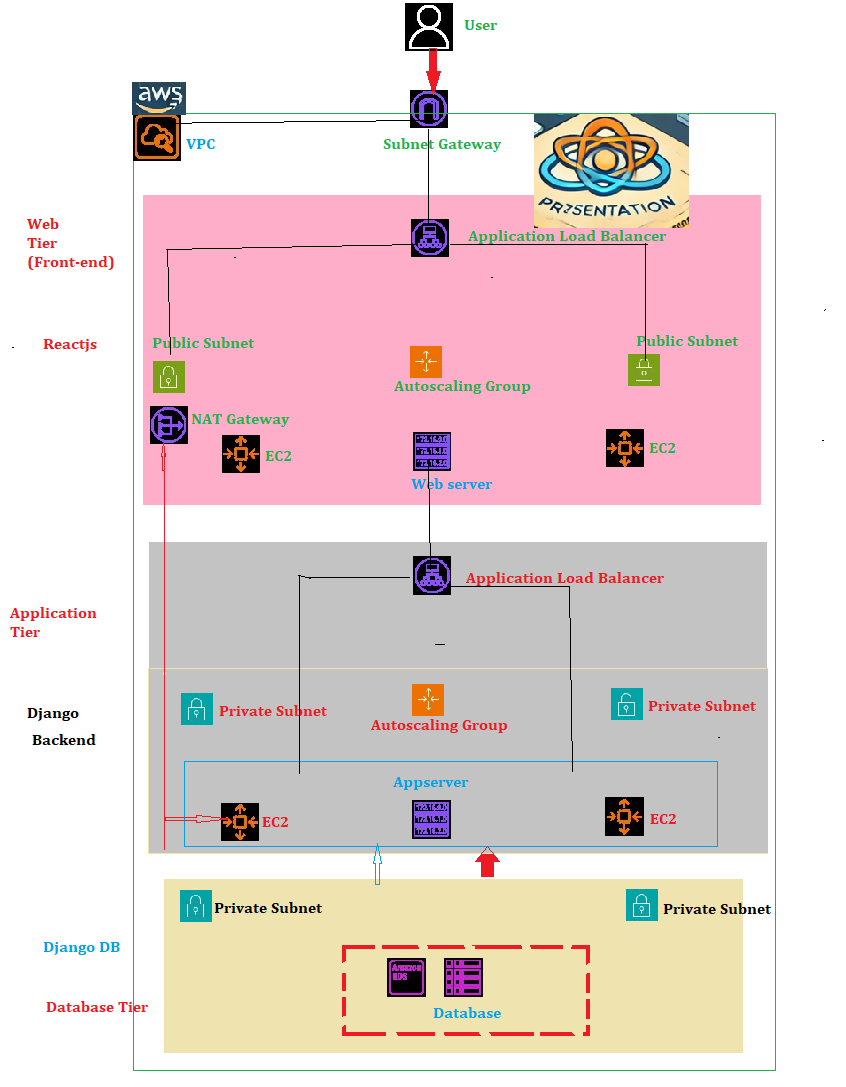 User
aws
VPC
Subnet Gateway
PR?SENTATION
Web
Tier
(Front-end)
Application Load Balancer
Reactjs
Public Subnet
Public Subnet
Autoscaling Group
NAT Gateway
EC2
EC2
Web server
Application Load Balancer
Application
Tier
Private Subnet
Private Subnet
Autoscaling Group
Django
Backend
Appserver
EC2
EC2
Private Subnet
Private Subnet
Django DB
Amazon
RDS
Database Tier
Database